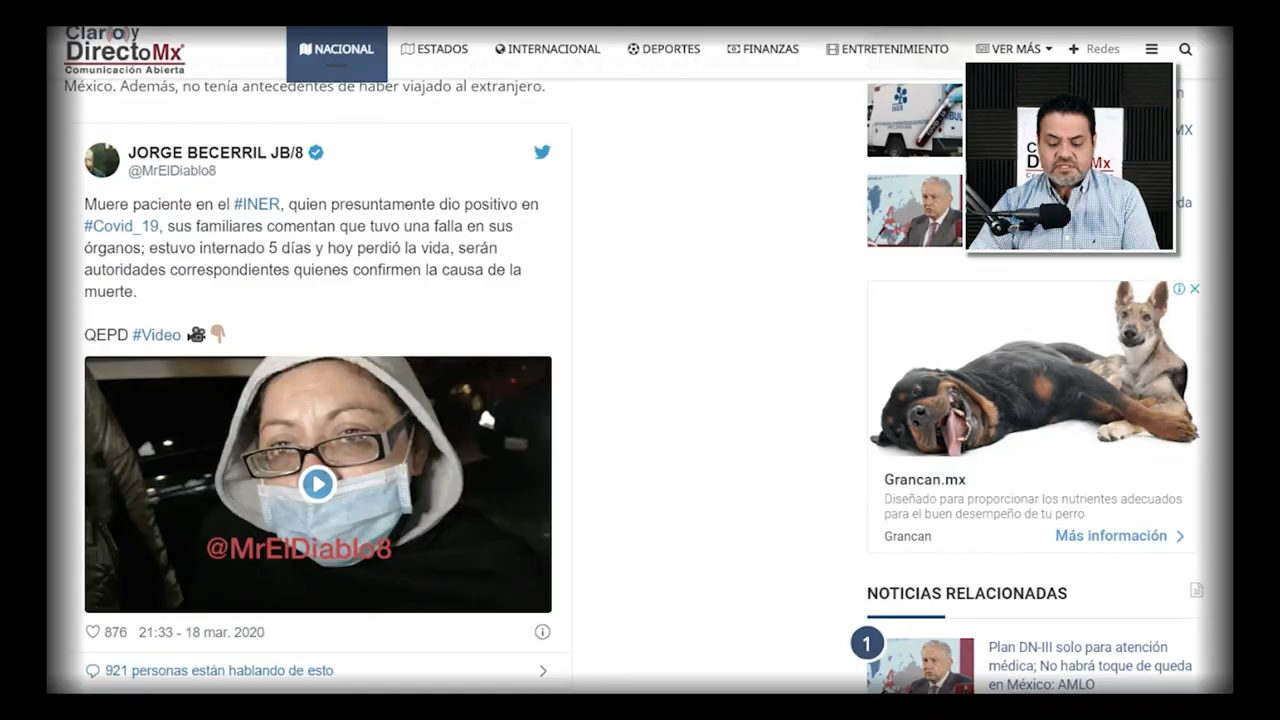 Claro y
DirectoMx
Comunicación Abierta
NACIONAL
ESTADOS
INTERNACIONAL
DEPORTES
FINANZAS
ENTRETENIMIENTO
VER MÁS
Redes
México. Además, no tenía antecedentes de haber viajado al extranjero.
JORGE BECERRIL JB/8
@MrElDiablo8
Muere paciente en el #INER, quien presuntamente dio positivo en
#Covid_19, sus familiares comentan que tuvo una falla en sus
órganos; estuvo internado 5 días y hoy perdió la vida, serán
autoridades correspondientes quienes confirmen la causa de la
muerte.
QEPD #Video
@MrElDiablo8
876 21:33 - 18 mar. 2020
921 personas están hablando de esto
n
MX
da
Grancan.mx
Diseñado para proporcionar los nutrientes adecuados
para el buen desempeño de tu perro
Grancan
Más información
NOTICIAS RELACIONADAS
1
Plan DN-III solo para atención
médica; No habrá toque de queda
en México: AMLO